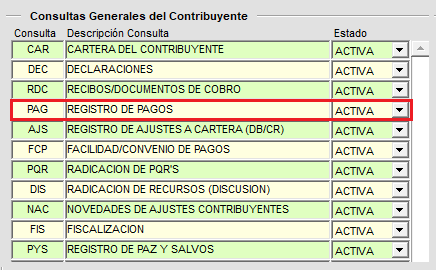 Consultas Generales del Contribuyente
Consulta Descripción Consulta Estado
CAR CARTERA DEL CONTRIBUYENTE ACTIVA
DEC DECLARACIONES ACTIVA
RDC RECIBOS/DOCUMENTOS DE COBRO ACTIVA
PAG REGISTRO DE PAGOS ACTIVA
AJS REGISTRO DE AJUSTES A CARTERA (DB/CR) ACTIVA
FCP FACILIDAD/CONVENIO DE PAGOS ACTIVA
PQR RADICACION DE PQR'S ACTIVA
DIS RADICACION DE RECURSOS (DISCUSION) ACTIVA
NAC NOVEDADES DE AJUSTES CONTRIBUYENTES ACTIVA
FIS FISCALIZACION ACTIVA
PYS REGISTRO DE PAZ Y SALVOS ACTIVA